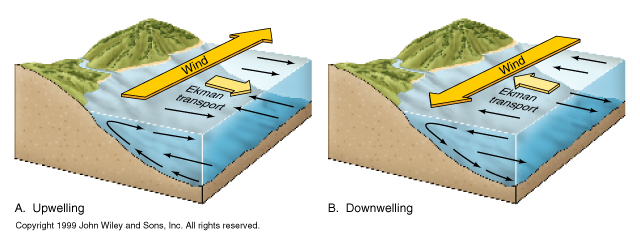 Wind
Ekman
transport
A. Upwelling
Copyright 1999 John Wiley and Sons, Inc. All rights reserved.
Wind
Ekman
transport
B. Downwelling